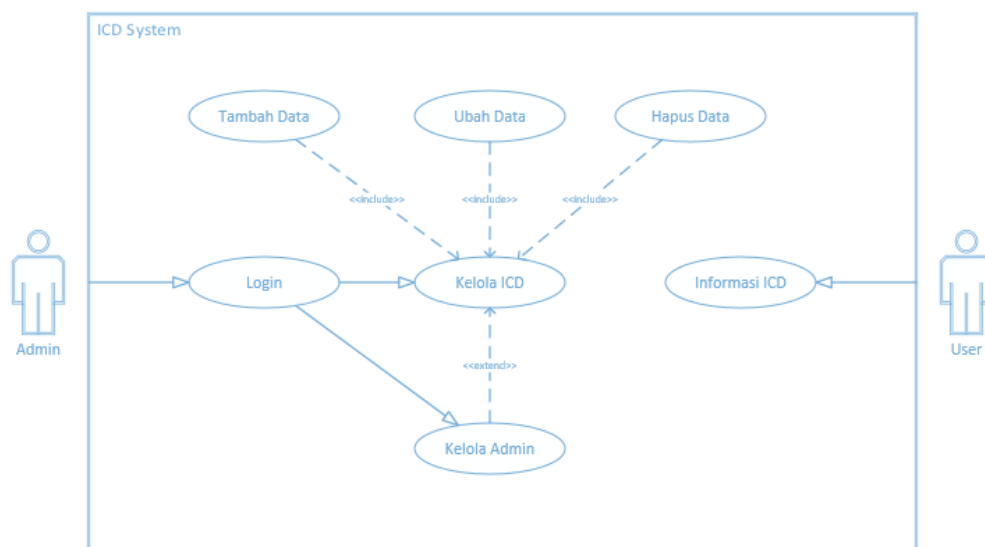 ICD System
Tambah Data
Ubah Data
Hapus Data
<<include>>
<<include>>
<<include>>
Login
Kelola ICD
Informasi ICD
Admin
User
<<extend>>
Kelola Admin